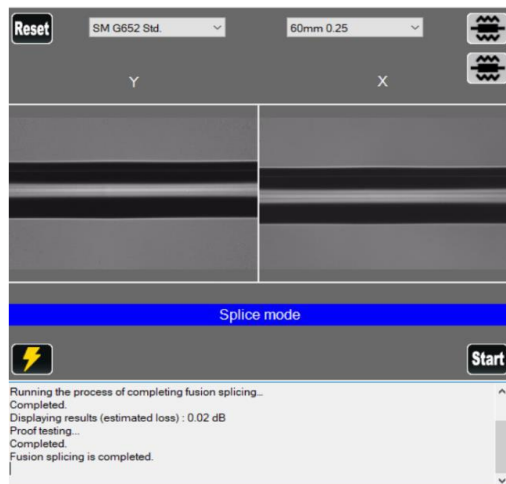 Reset
SM G652 Std.
60mm 0.25
Y
X
Splice mode
Start
Running the process of completing fusion splicing...
Completed.
Displaying results (estimated loss) : 0.02 dB
Proof testing...
Completed.
Fusion splicing is completed.